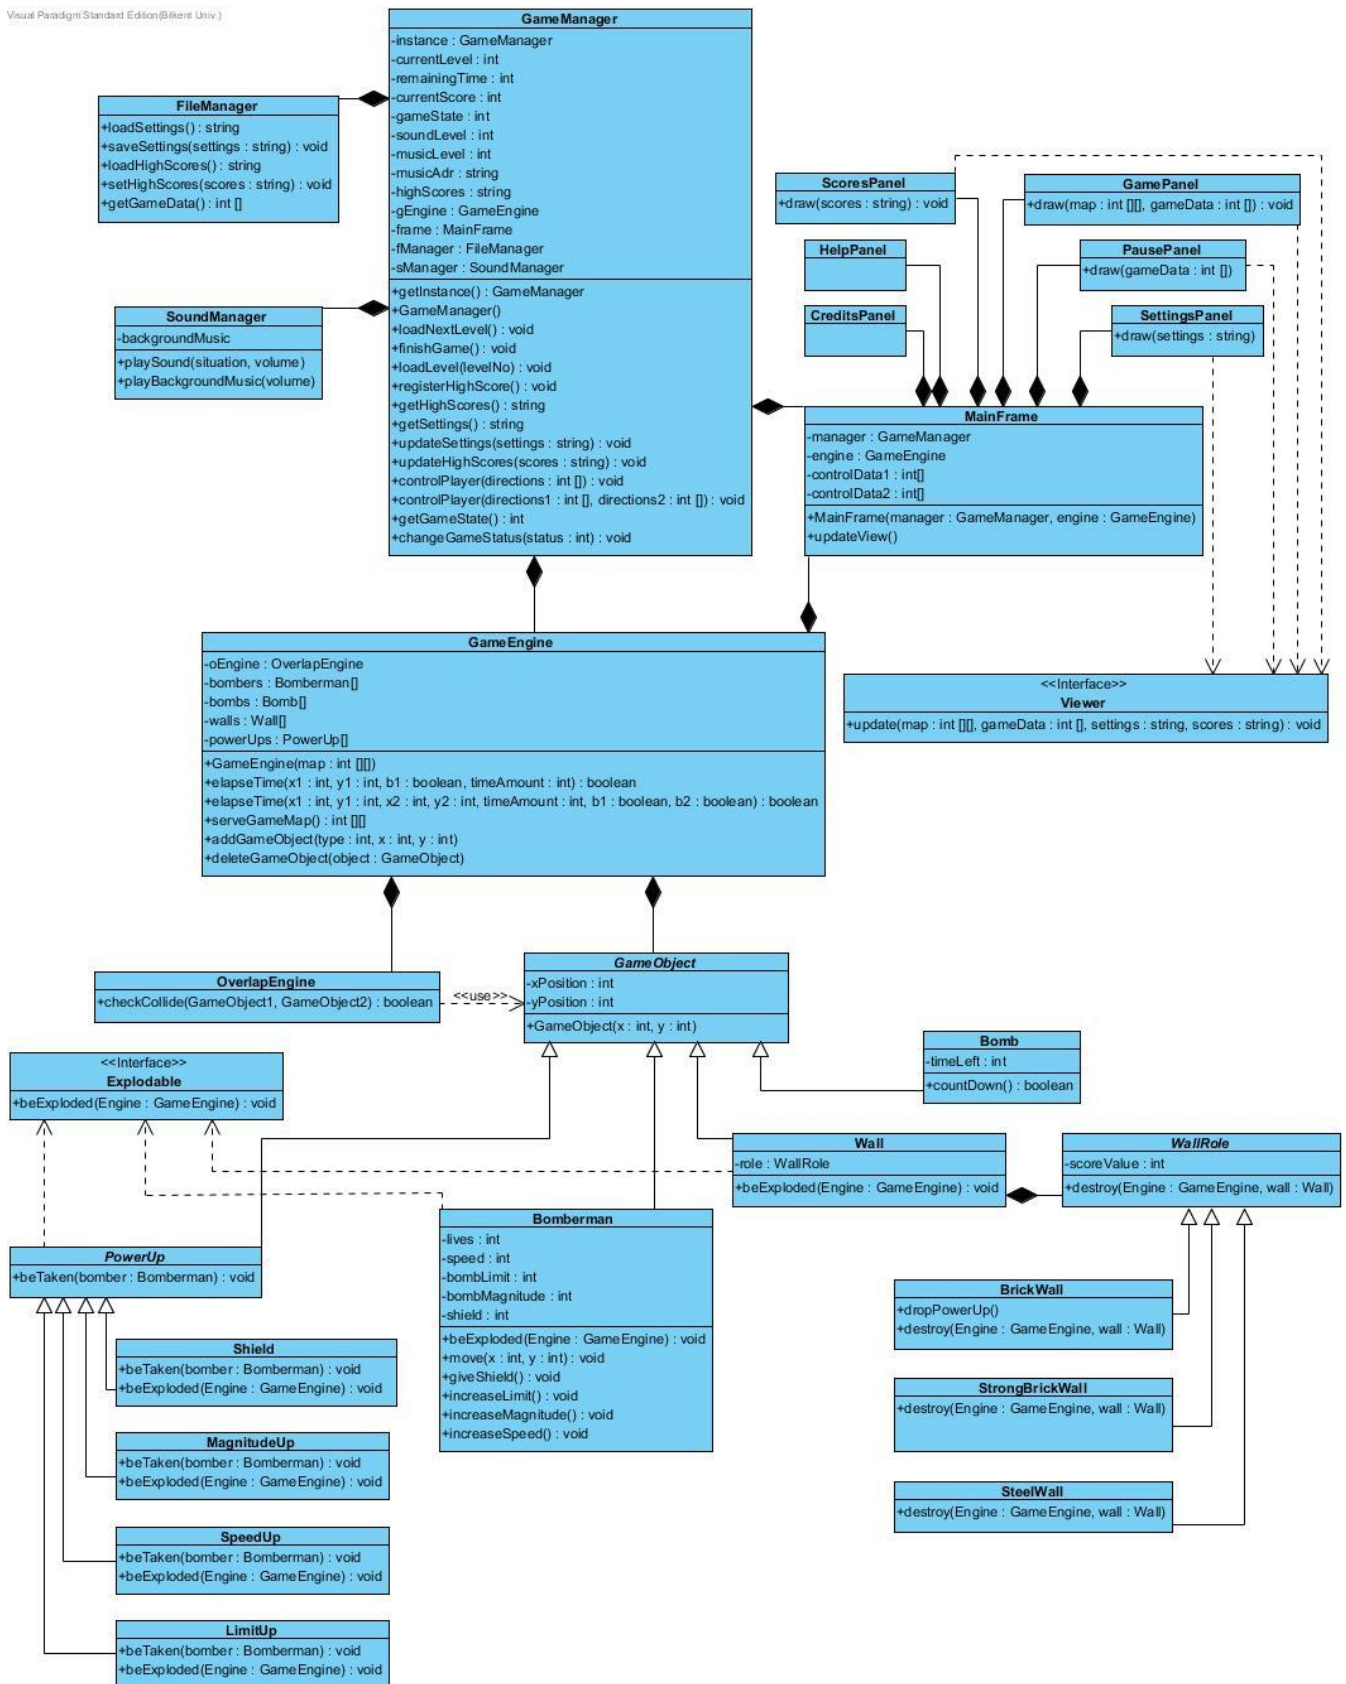 Visual Paradigm Standard Edition(Bilkent Univ.)
GameManager
-instance : GameManager
-currentLevel : int
-remainingTime : int
-currentScore : int
-gameState : int
-soundLevel : int
-musicLevel : int
-musicAdr : string
-highScores : string
-gEngine : GameEngine
-frame : MainFrame
-fManager : FileManager
-sManager : SoundManager
+getInstance() : GameManager
+GameManager()
+loadNextLevel() : void
+finishGame() : void
+loadLevel(levelNo) : void
+registerHighScore() : void
+getHighScores() : string
+getSettings() : string
+updateSettings(settings : string) : void
+updateHighScores(scores : string) : void
+controlPlayer(directions : int []) : void
+controlPlayer(directions1 : int [], directions2 : int []) : void
+getGameState() : int
+changeGameStatus(status : int) : void
FileManager
+loadSettings() : string
+saveSettings(settings : string) : void
+loadHighScores() : string
+setHighScores(scores : string) : void
+getGameData() : int []
SoundManager
-backgroundMusic
+playSound(situation, volume)
+playBackgroundMusic(volume)
ScoresPanel
+draw(scores : string) : void
GamePanel
+draw(map : int [][], gameData : int []) : void
HelpPanel
PausePanel
+draw(gameData : int [])
CreditsPanel
SettingsPanel
+draw(settings : string)
MainFrame
-manager : GameManager
-engine : GameEngine
-controlData1 : int[]
-controlData2 : int[]
+MainFrame(manager : GameManager, engine : GameEngine)
+updateView()
GameEngine
-oEngine : OverlapEngine
-bombers : Bomberman[]
-bombs : Bomb[]
-walls : Wall[]
-powerUps : PowerUp[]
+GameEngine(map : int [][])
+elapseTime(x1 : int, y1 : int, b1 : boolean, timeAmount : int) : boolean
+elapseTime(x1 : int, y1 : int, x2 : int, y2 : int, timeAmount : int, b1 : boolean, b2 : boolean) : boolean
+serveGameMap() : int [][]
+addGameObject(type : int, x : int, y : int)
+deleteGameObject(object : GameObject)
<<Interface>>
Viewer
+update(map : int [][], gameData : int [], settings : string, scores : string) : void
OverlapEngine
+checkCollide(GameObject1, GameObject2) : boolean
<<use>>
GameObject
-xPosition : int
-yPosition : int
+GameObject(x : int, y : int)
Bomb
-timeLeft : int
+countDown() : boolean
<<Interface>>
Explodable
+beExploded(Engine : GameEngine) : void
Wall
-role : WallRole
+beExploded(Engine : GameEngine) : void
WallRole
-scoreValue : int
+destroy(Engine : GameEngine, wall : Wall)
PowerUp
+beTaken(bomber : Bomberman) : void
Bomberman
-lives : int
-speed : int
-bombLimit : int
-bombMagnitude : int
-shield : int
+beExploded(Engine : GameEngine) : void
+move(x : int, y : int) : void
+giveShield() : void
+increaseLimit() : void
+increaseMagnitude() : void
+increaseSpeed() : void
BrickWall
+dropPowerUp()
+destroy(Engine : GameEngine, wall : Wall)
StrongBrickWall
+destroy(Engine : GameEngine, wall : Wall)
SteelWall
+destroy(Engine : GameEngine, wall : Wall)
Shield
+beTaken(bomber : Bomberman) : void
+beExploded(Engine : GameEngine) : void
MagnitudeUp
+beTaken(bomber : Bomberman) : void
+beExploded(Engine : GameEngine) : void
SpeedUp
+beTaken(bomber : Bomberman) : void
+beExploded(Engine : GameEngine) : void
LimitUp
+beTaken(bomber : Bomberman) : void
+beExploded(Engine : GameEngine) : void